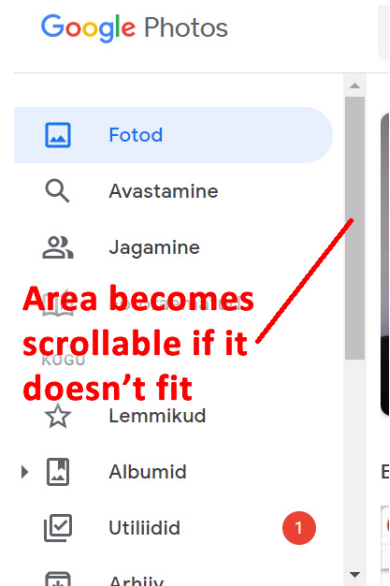 Google Photos
Fotod
Avastamine
Jagamine
Area becomes
scrollable if it
KOGU
doesn't fit
Lemmikud
Albumid
Utiliidid 1
Arhiiv
E